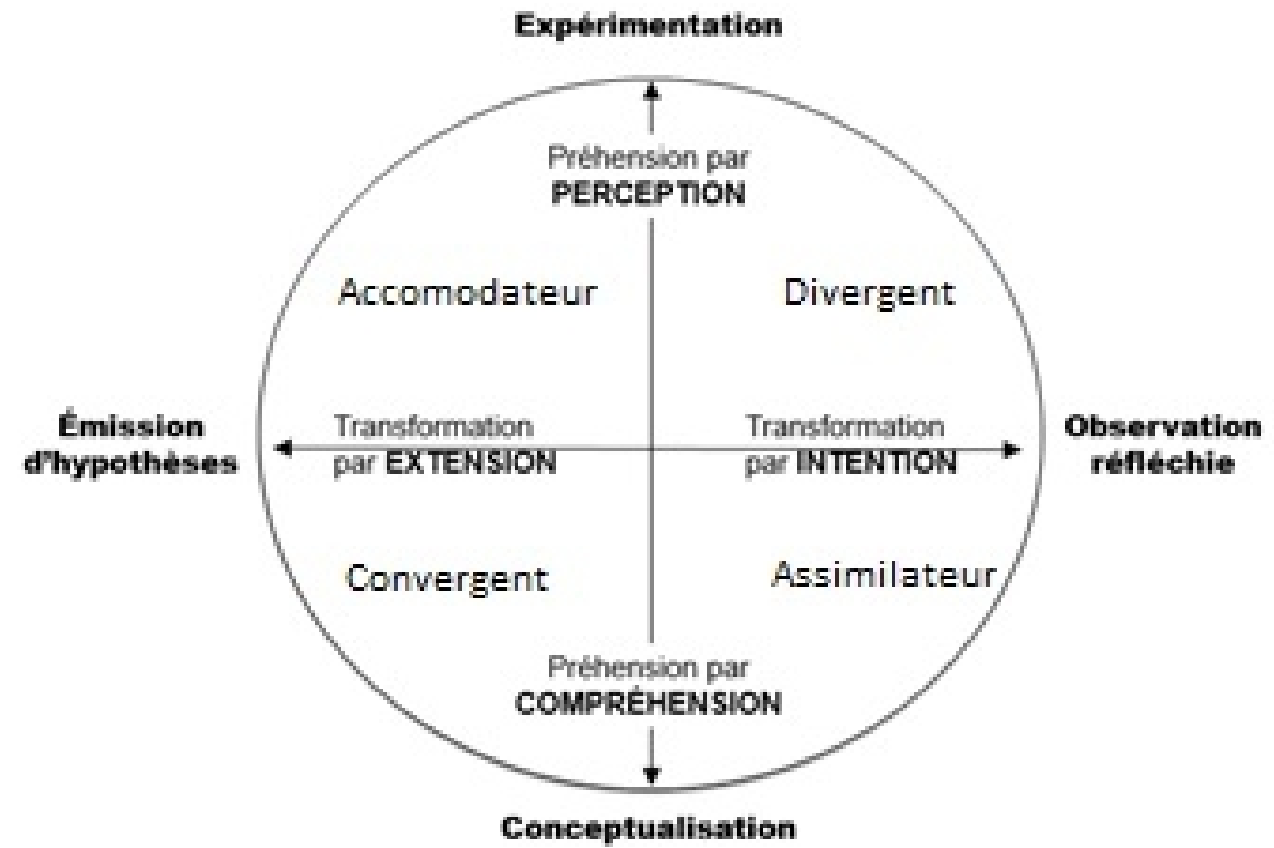 Expérimentation
Préhension par
PERCEPTION
Accomodateur
Divergent
Émission
d'hypothèses
Transformation
par EXTENSION
Transformation
par INTENTION
Observation
réfléchie
Convergent
Assimilateur
Préhension par
COMPRÉHENSION
Conceptualisation